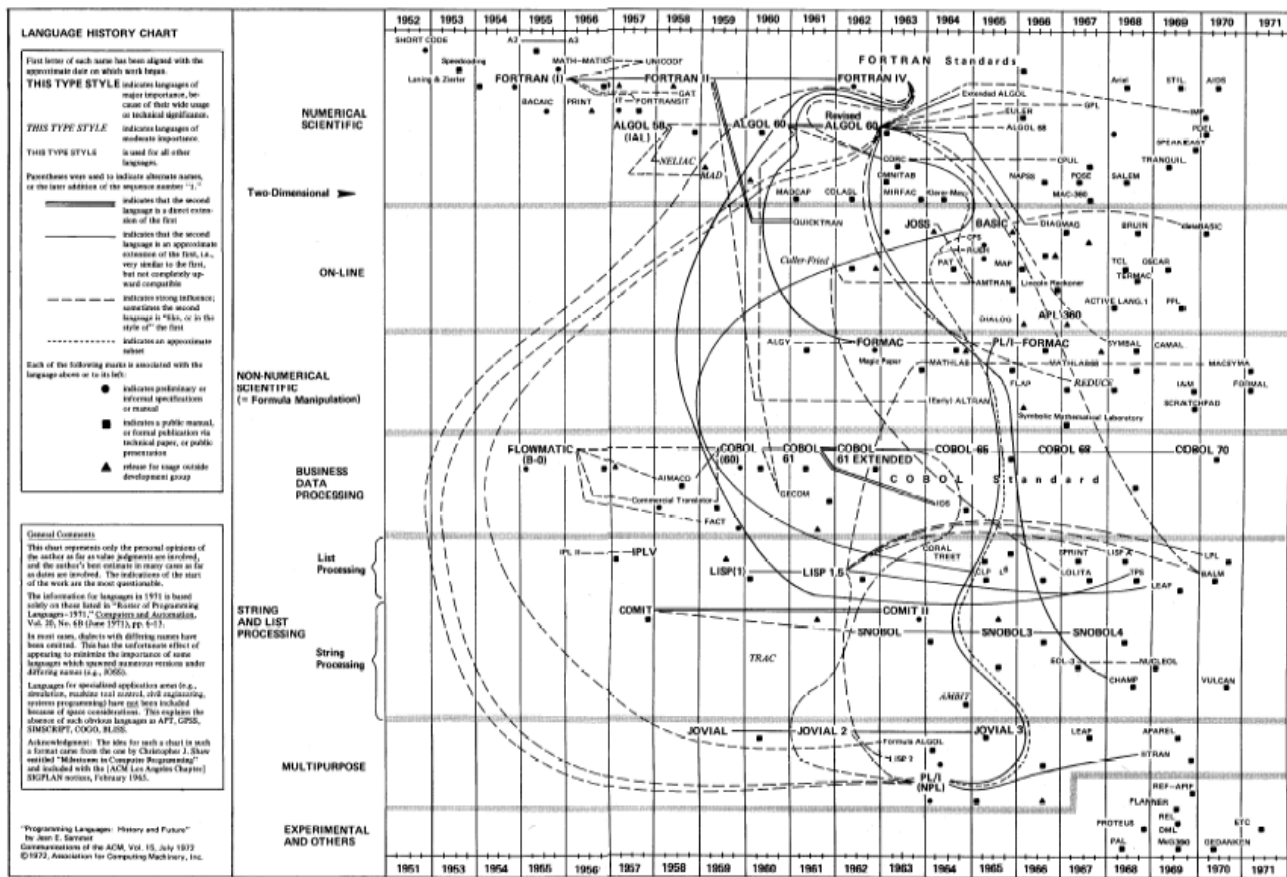 LANGUAGE HISTORY CHART
First letter of each name has been aligned with the
approximate date on which work began.
THIS TYPE STYLE indicates languages of
major importance, be-
cause of their wide usage
or technical significance.
THIS TYPE STYLE indicates languages of
moderate importance.
THIS TYPE STYLE is used for all other
languages.
Parentheses were used to indicate alternate names,
or the later addition of the sequence number "1."
indicates that the second
language is a direct exten-
sion of the first
indicates that the second
language is an approximate
extension of the first, i.e.,
very similar to the first,
but not completely up-
ward compatible
indicates strong influence;
sometimes the second
language is "like, or in the
style of" the first
indicates an approximate
subset
Each of the following marks is associated with the
language above or to its left:
indicates preliminary or
informal specifications
or manual
indicates a public manual,
or formal publication via
technical paper, or public
presentation
release for usage outside
development group
General Comments
This chart represents only the personal opinions of
the author as far as value judgments are involved,
and the author's best estimate in many cases as far
as dates are involved. The indications of the start
of the work are the most questionable.
The information for languages in 1971 is based
solely on those listed in "Roster of Programming
Languages–1971," Computers and Automation,
Vol. 20, No. 6B (June 1971), pp. 6-13.
In most cases, dialects with differing names have
been omitted. This has the unfortunate effect of
appearing to minimize the importance of some
languages which spawned numerous versions under
differing names (e.g., JOSS).
Languages for specialized application areas (e.g.,
simulation, machine tool control, civil engineering,
systems programming) have not been included
because of space considerations. This explains the
absence of such obvious languages as APT, GPSS,
SIMSCRIPT, COGO, BLISS.
Acknowledgment: The idea for such a chart in such
a format came from the one by Christopher J. Shaw
entitled "Milestones in Computer Programming"
and included with the [ACM Los Angeles Chapter]
SIGPLAN notices, February 1965.
"Programming Languages: History and Future"
by Jean E. Sammet
Communications of the ACM, Vol. 15, July 1972
©1972, Association for Computing Machinery, Inc.
1952 1953 1954 1955 1956 1957 1958 1959 1960 1961 1962 1963 1964 1965 1966 1967 1968 1969 1970 1971
NUMERICAL
SCIENTIFIC
Two-Dimensional
SHORT CODE A2 A3
Speedcoding MATH-MATIC UNICODE FORTRAN Standards
Laning & Zierler FORTRAN (I) FORTRAN II FORTRAN IV
GAT Extended ALGOL Ariel STIL AIDS
BACAIC PRINT IT FORTRANSIT GPL
EULER IMP
ALGOL 58 ALGOL 60 Revised
(IAL) ALGOL 60 ALGOL 68 POEL
SPEAKEASY
NELIAC CORC CPUL TRANQUIL
MAD OMNITAB NAPSS POSE SALEM
MADCAP COLASL MIRFAC Klerer-May MAC-360
ON-LINE
QUICKTRAN JOSS BASIC DIAGMAG BRUIN
CPS
RUSH
Culler-Fried PAT MAP TCL OSCAR
AMTRAN Lincoln Reckoner TERMAC
ACTIVE LANG.1 PPL
DIALOG APL 360
NON-NUMERICAL
SCIENTIFIC
(= Formula Manipulation)
ALGY FORMAC PL/I FORMAC SYMBAL CAMAL
Magic Paper MATHLAB MATHLAB68 MACSYMA
FLAP REDUCE IAM FORMAL
(Early) ALTRAN SCRATCHPAD
Symbolic Mathematical Laboratory
BUSINESS
DATA
PROCESSING
FLOWMATIC COBOL COBOL COBOL COBOL 65 COBOL 68 COBOL 70
(B-0) (60) 61 61 EXTENDED
COBOL Standard
AIMACO GECOM
Commercial Translator IDS
FACT
STRING
AND LIST
PROCESSING
List
Processing
IPL II IPLV CORAL SPRINT LISP A LPL
TREET
LISP(1) LISP 1.5 CLP L6 LOLITA TPS BALM
LEAF
String
Processing
COMIT COMIT II
SNOBOL SNOBOL3 SNOBOL4
TRAC EOL-3 NUCLEOL
AMBIT CHAMP VULCAN
MULTIPURPOSE
JOVIAL JOVIAL 2 JOVIAL 3 LEAP APAREL
Formula ALGOL
LISP 2
PL/I
(NPL)
EXPERIMENTAL
AND OTHERS
PLANNER
REL
PROTEUS DML ETC
PAL McG360 GEDANKEN
1951 1952 1953 1954 1955 1956 1957 1958 1959 1960 1961 1962 1963 1964 1965 1966 1967 1968 1969 1970 1971